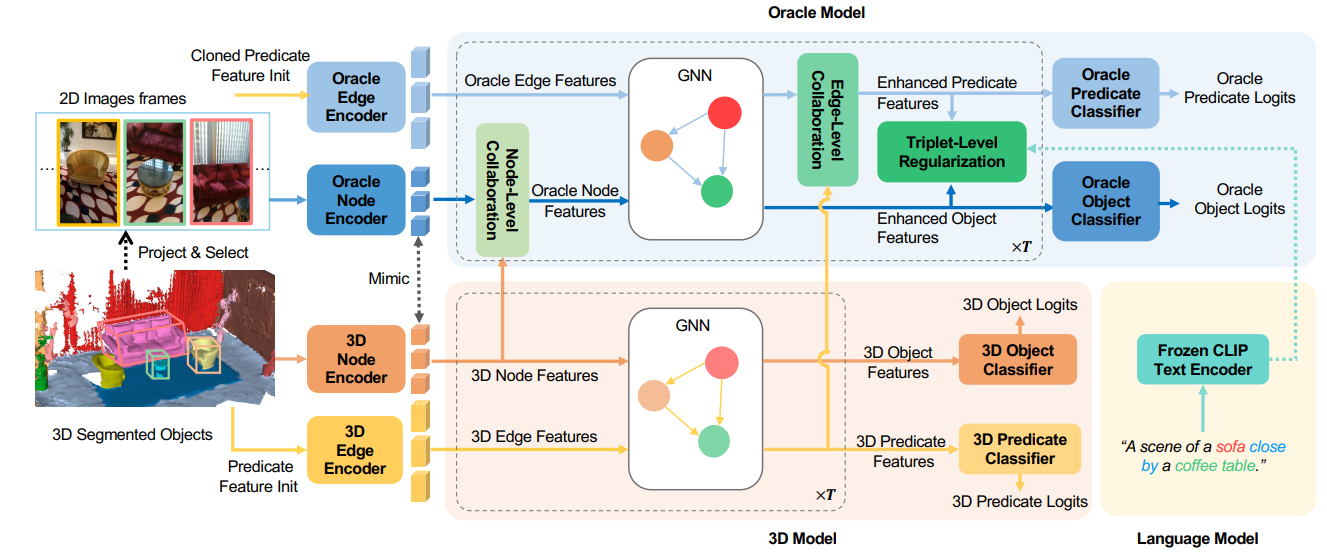 Oracle Model
Cloned Predicate
Feature Init
Oracle
Edge
Encoder
Oracle Edge Features
GNN
Edge-Level
Collaboration
Enhanced Predicate
Features
Oracle
Predicate
Classifier
Oracle
Predicate Logits
2D Images frames
...
...
Oracle
Node
Encoder
Node-Level
Collaboration
Oracle Node
Features
Triplet-Level
Regularization
Enhanced Object
Features
Oracle
Object
Classifier
Oracle
Object Logits
×T
Project & Select
Mimic
3D
Node
Encoder
3D Node Features
GNN
3D Object Logits
3D Object
Features
3D Object
Classifier
Frozen CLIP
Text Encoder
3D Segmented Objects
Predicate
Feature Init
3D
Edge
Encoder
3D Edge Features
3D Predicate
Features
3D Predicate
Classifier
3D Predicate Logits
×T
“A scene of a sofa close
by a coffee table.”
3D Model
Language Model